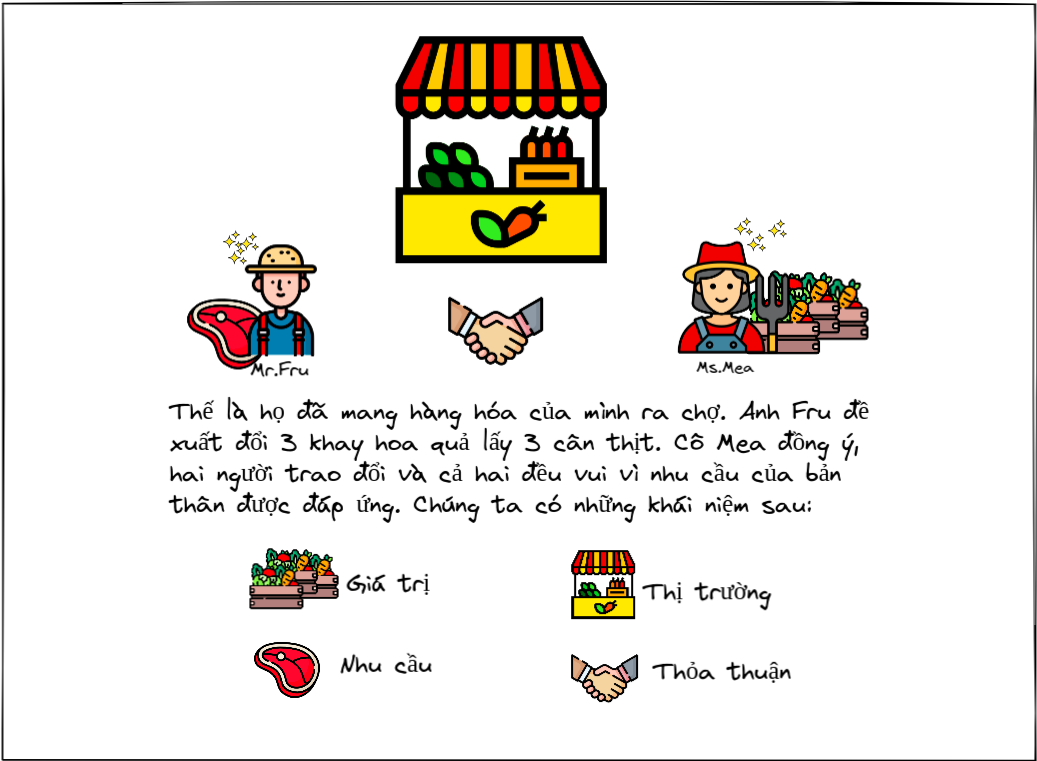 Mr.Fru
Ms.Mea
Thế là họ đã mang hàng hóa của mình ra chợ. Anh Fru đề
xuất đổi 3 khay hoa quả lấy 3 cân thịt. Cô Mea đồng ý,
hai người trao đổi và cả hai đều vui vì nhu cầu của bản
thân được đáp ứng. Chúng ta có những khái niệm sau:
Giá trị
Thị trường
Nhu cầu
Thỏa thuận